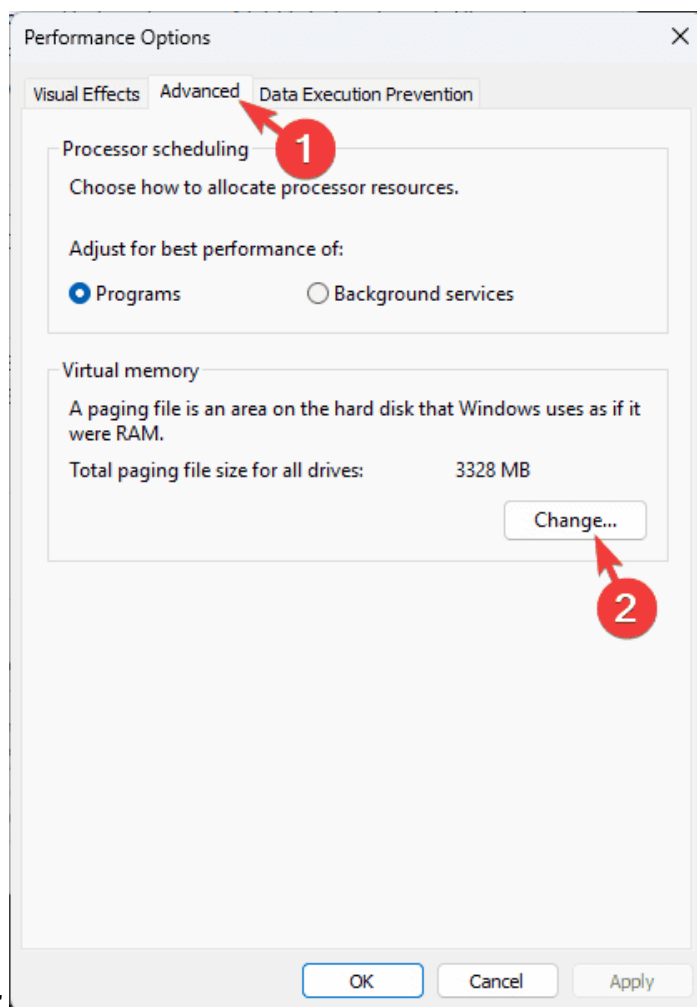 Performance Options
Visual Effects Advanced Data Execution Prevention
1
Processor scheduling
Choose how to allocate processor resources.
Adjust for best performance of:
Programs Background services
Virtual memory
A paging file is an area on the hard disk that Windows uses as if it
were RAM.
Total paging file size for all drives: 3328 MB
Change...
2
OK Cancel Apply